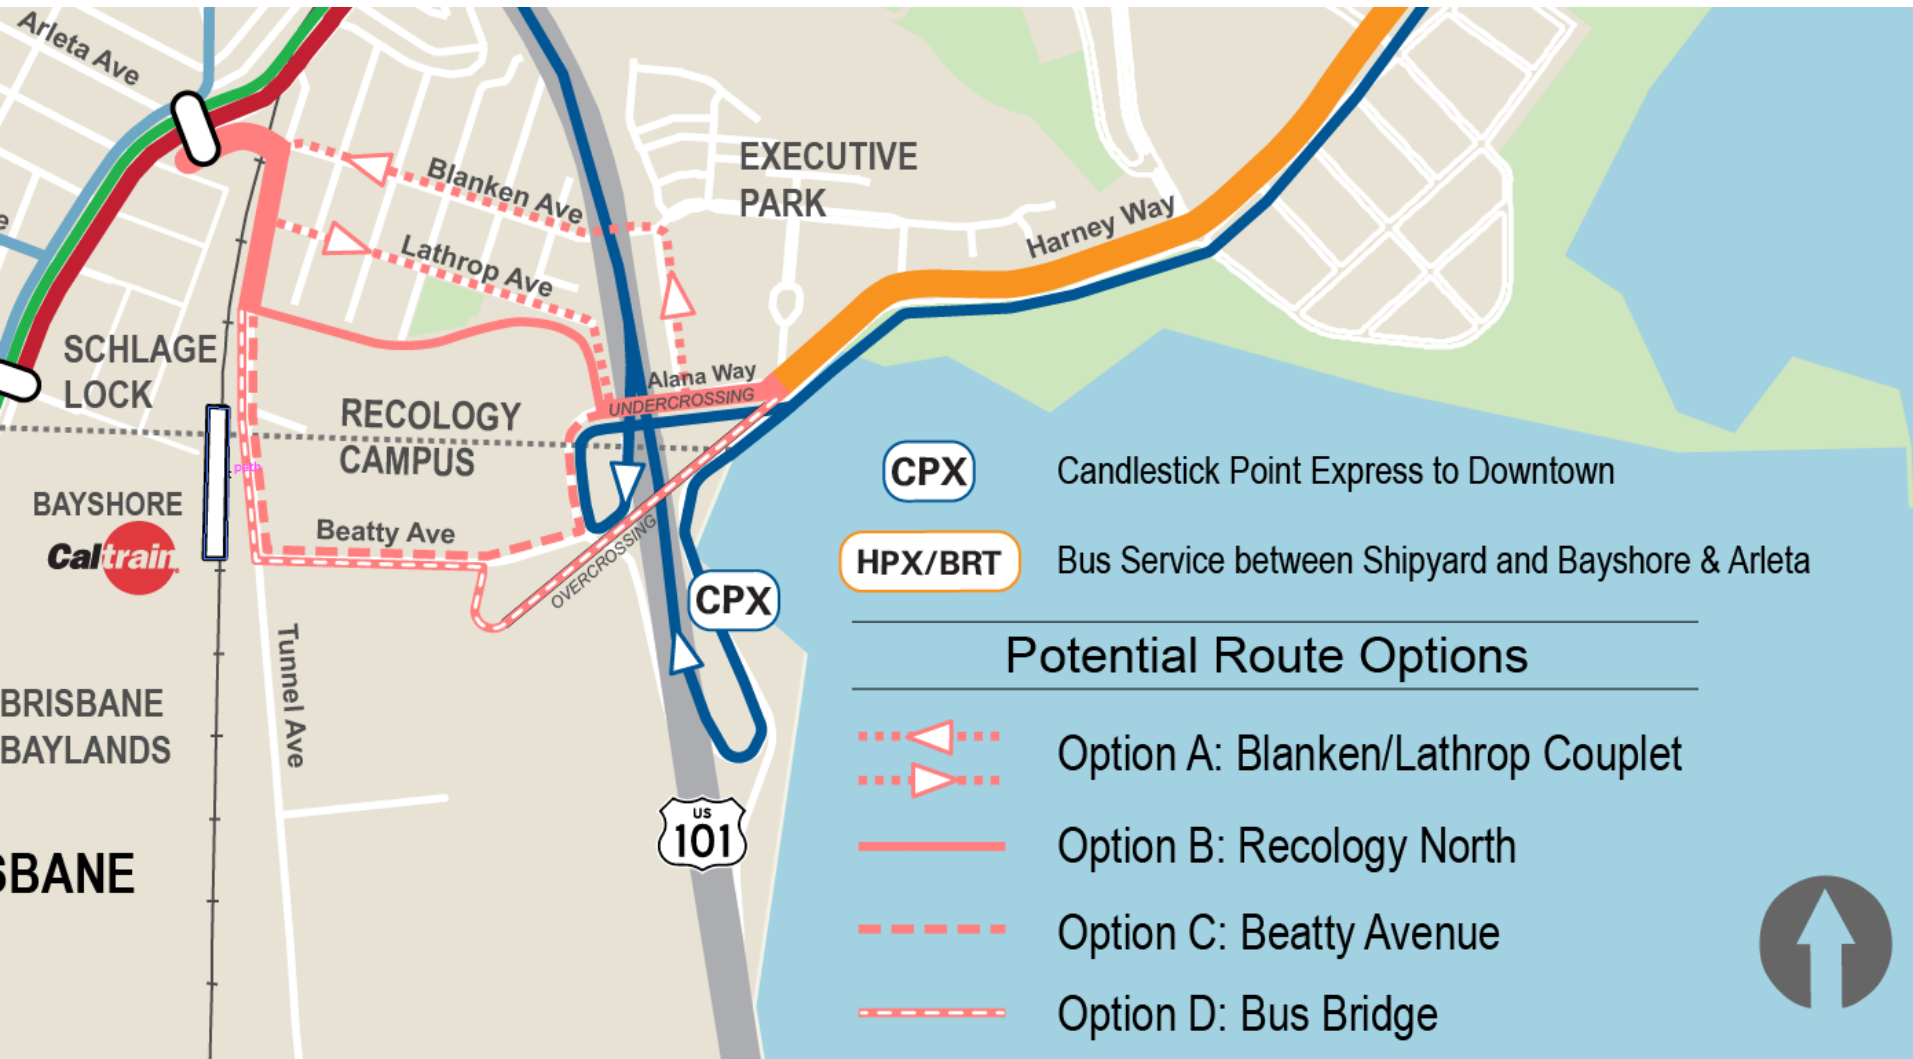 Arleta Ave
Blanken Ave
EXECUTIVE
PARK
Lathrop Ave
Harney Way
SCHLAGE
LOCK
Alana Way
UNDERCROSSING
RECOLOGY
CAMPUS
path
BAYSHORE
Caltrain
Beatty Ave
OVERCROSSING
CPX
Tunnel Ave
BRISBANE
BAYLANDS
US
101
SBANE
e
CPX Candlestick Point Express to Downtown
HPX/BRT Bus Service between Shipyard and Bayshore & Arleta
Potential Route Options
Option A: Blanken/Lathrop Couplet
Option B: Recology North
Option C: Beatty Avenue
Option D: Bus Bridge